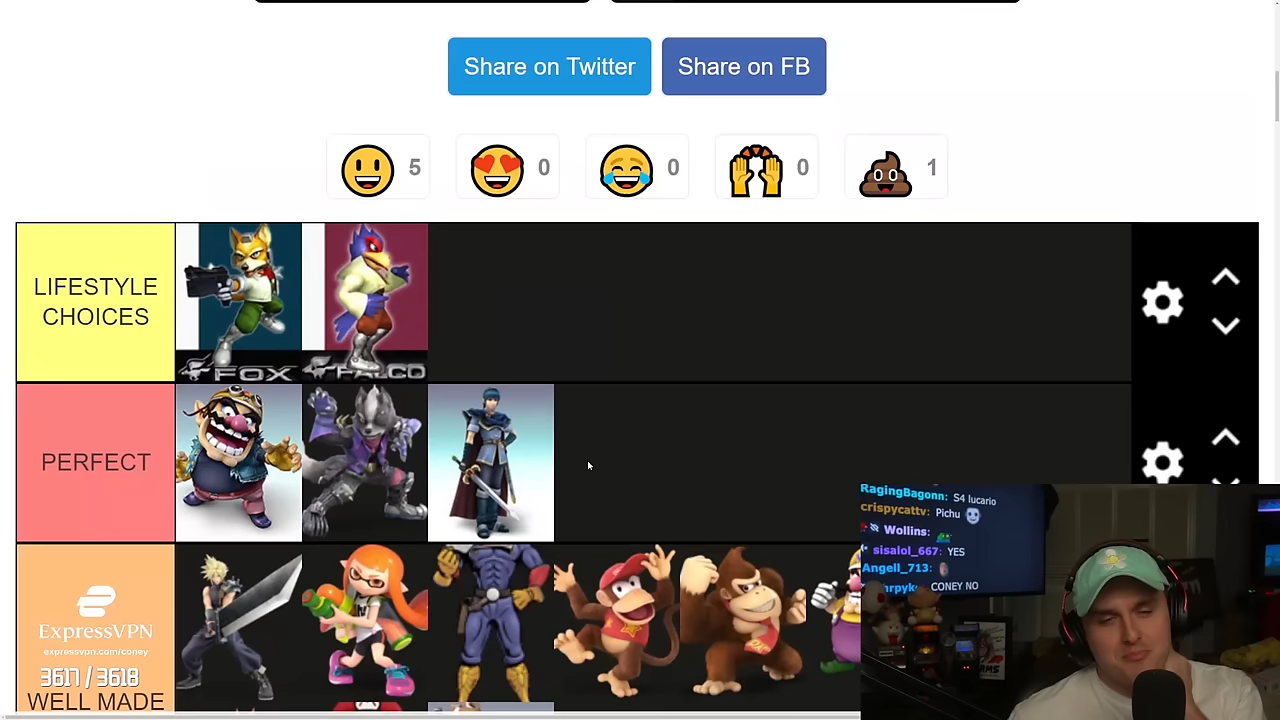 Share on Twitter
Share on FB
5
0
0
0
1
LIFESTYLE
CHOICES
FOX
FALCO
PERFECT
ExpressVPN
expressvpn.com/coney
3617 / 3618
WELL MADE
RagingBagonn: S4 lucario
crispycattv: Pichu
Wollins:
sisalol_667: YES
Angell_713:
CONEY NO